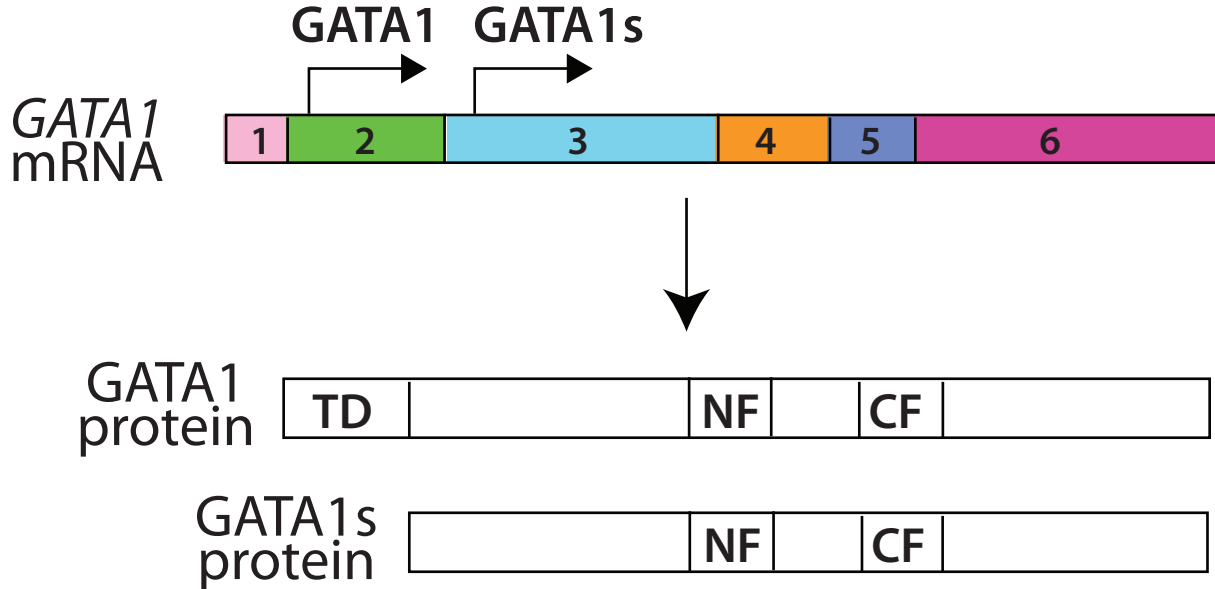 GATA1 GATA1s
GATA1
mRNA
1 2 3 4 5 6
GATA1
protein
TD NF CF
GATA1s
protein
NF CF